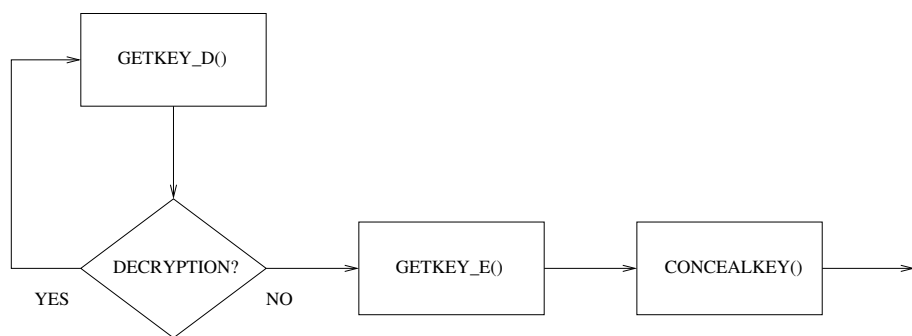 GETKEY_D()
DECRYPTION?
GETKEY_E()
CONCEALKEY()
YES
NO